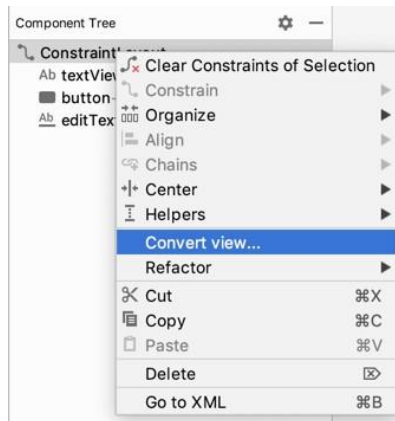 Component Tree
ConstraintLayout
Clear Constraints of Selection
Ab textView
Constrain
button-
Organize
Ab editText
Align
Chains
Center
Helpers
Convert view...
Refactor
Cut ⌘X
Copy ⌘C
Paste ⌘V
Delete ⌦
Go to XML ⌘B